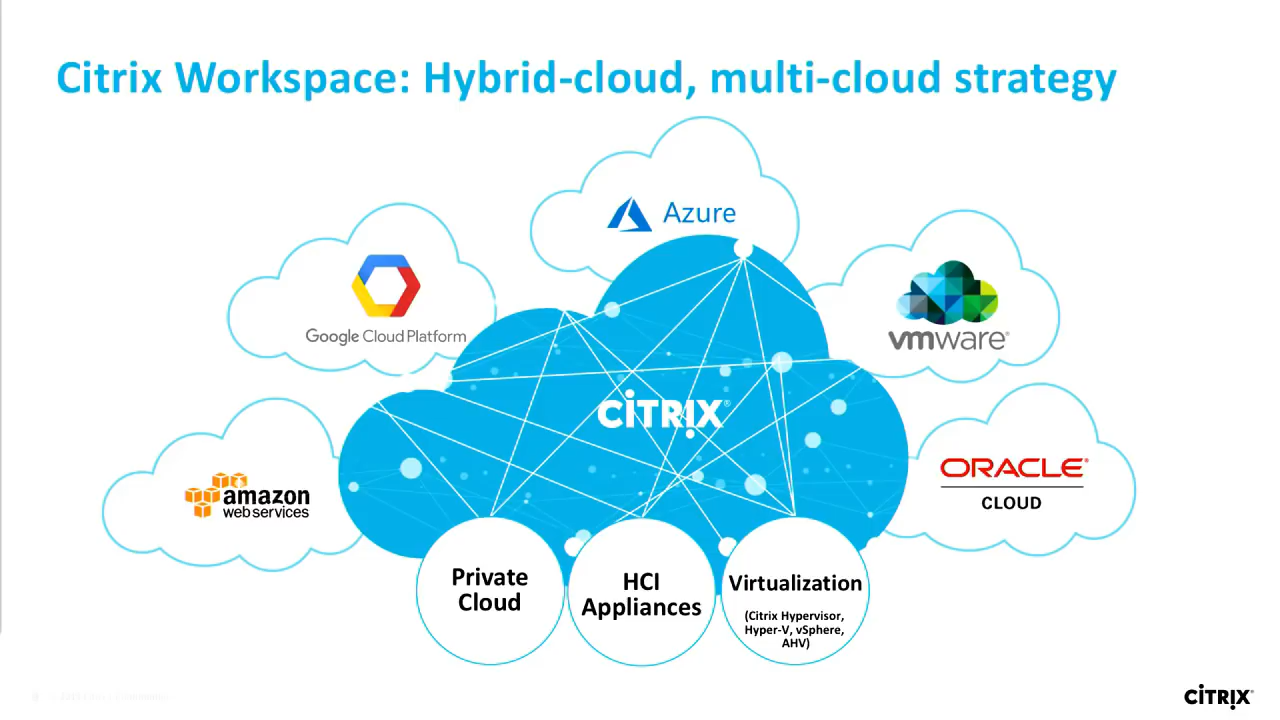 Citrix Workspace: Hybrid-cloud, multi-cloud strategy
Azure
Google Cloud Platform
vmware®
CITRIX®
amazon
web services
ORACLE®
CLOUD
Private
Cloud
HCI
Appliances
Virtualization
(Citrix Hypervisor,
Hyper-V, vSphere,
AHV)
CITRIX®